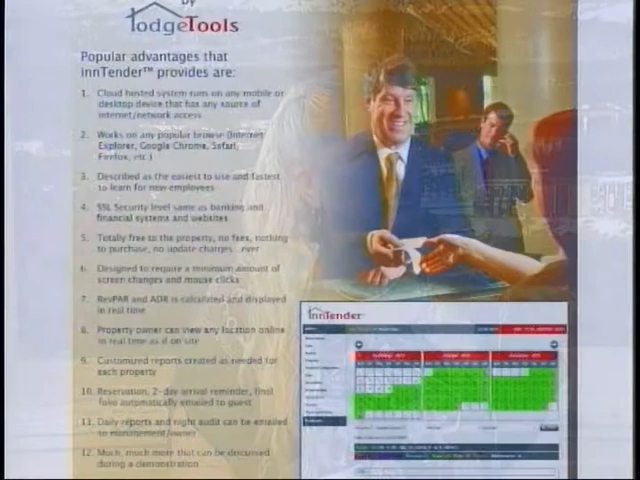 by
lodgeTools
Popular advantages that
innTender™ provides are:
1. Cloud hosted system runs on any mobile or
desktop device that has any source of
internet/network access
2. Works on any popular browse (Internet
Explorer, Google Chrome, Safari,
Firefox, etc.)
3. Described as the easiest to use and fastest
to learn for new employees
4. SSL Security level same as banking and
financial systems and websites
5. Totally free to the property, no fees, nothing
to purchase, no update charges...ever
6. Designed to require a minimum amount of
screen changes and mouse clicks
7. RevPAR and ADR is calculated and displayed
in real time
8. Property owner can view any location online
in real time as if on site
9. Customized reports created as needed for
each property
10. Reservation, 2-day arrival reminder, final
folio automatically emailed to guest
11. Daily reports and night audit can be emailed
to management/owner
12. Much, much more that can be discussed
during a demonstration
innTender